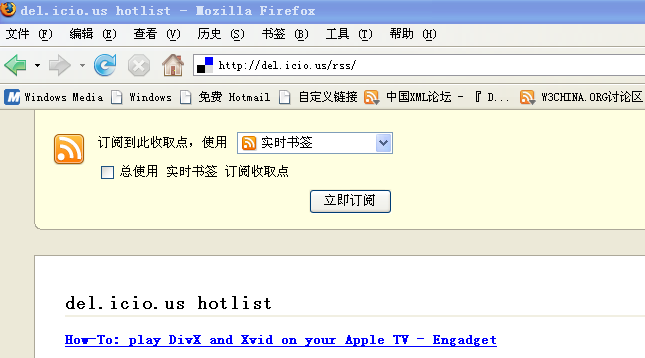 del.icio.us hotlist - Mozilla Firefox
文件 (F) 编辑 (E) 查看 (V) 历史 (S) 书签 (B) 工具 (T) 帮助 (H)
http://del.icio.us/rss/
Windows Media Windows 免费 Hotmail 自定义链接 中国XML论坛 - 『 D... W3CHINA.ORG讨论区
订阅到此收取点，使用 实时书签
总使用 实时书签 订阅收取点
立即订阅
del.icio.us hotlist
How-To: play DivX and Xvid on your Apple TV - Engadget